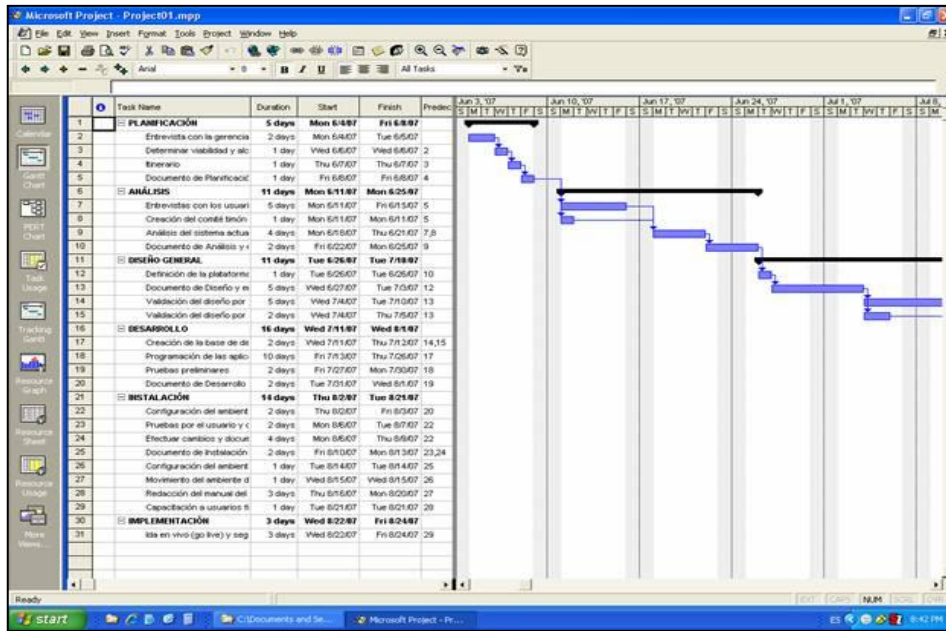 Microsoft Project - Project01.mpp
File Edit View Insert Format Tools Project Window Help
Arial 8 B I U All Tasks
Task Name Duration Start Finish Predec
Jun 3, '07 Jun 10, '07 Jun 17, '07 Jun 24, '07 Jul 1, '07 Jul 8,
S M T W T F S S M T W T F S S M T W T F S S M T W T F S S M T W T F S S M
Calendar
Gantt Chart
PERT Chart
Task Usage
Tracking Gantt
Resource Graph
Resource Sheet
Resource Usage
More Views...
1 PLANIFICACIÓN 5 days Mon 6/4/07 Fri 6/8/07
2 Entrevista con la gerencia 2 days Mon 6/4/07 Tue 6/5/07
3 Determinar viabilidad y alc 1 day Wed 6/6/07 Wed 6/6/07 2
4 Itinerario 1 day Thu 6/7/07 Thu 6/7/07 3
5 Documento de Planificació 1 day Fri 6/8/07 Fri 6/8/07 4
6 ANÁLISIS 11 days Mon 6/11/07 Mon 6/25/07
7 Entrevistas con los usuari 5 days Mon 6/11/07 Fri 6/15/07 5
8 Creación del comité timón 1 day Mon 6/11/07 Mon 6/11/07 5
9 Análisis del sistema actua 4 days Mon 6/18/07 Thu 6/21/07 7,8
10 Documento de Análisis y 2 days Fri 6/22/07 Mon 6/25/07 9
11 DISEÑO GENERAL 11 days Tue 6/26/07 Tue 7/10/07
12 Definición de la plataforma 1 day Tue 6/26/07 Tue 6/26/07 10
13 Documento de Diseño y 5 days Wed 6/27/07 Tue 7/3/07 12
14 Validación del diseño por 5 days Wed 7/4/07 Tue 7/10/07 13
15 Validación del diseño por 2 days Wed 7/4/07 Thu 7/5/07 13
16 DESARROLLO 16 days Wed 7/11/07 Wed 8/1/07
17 Creación de la base de da 2 days Wed 7/11/07 Thu 7/12/07 14,15
18 Programación de las aplic 10 days Fri 7/13/07 Thu 7/26/07 17
19 Pruebas preliminares 2 days Fri 7/27/07 Mon 7/30/07 18
20 Documento de Desarrollo 2 days Tue 7/31/07 Wed 8/1/07 19
21 INSTALACIÓN 14 days Thu 8/2/07 Tue 8/21/07
22 Configuración del ambient 2 days Thu 8/2/07 Fri 8/3/07 20
23 Pruebas por el usuario y c 2 days Mon 8/6/07 Tue 8/7/07 22
24 Efectuar cambios y docum 4 days Mon 8/6/07 Thu 8/9/07 22
25 Documento de Instalación 2 days Fri 8/10/07 Mon 8/13/07 23,24
26 Configuración del ambient 1 day Tue 8/14/07 Tue 8/14/07 25
27 Movimiento del ambiente d 1 day Wed 8/15/07 Wed 8/15/07 26
28 Redacción del manual del 3 days Thu 8/16/07 Mon 8/20/07 27
29 Capacitación a usuarios fi 1 day Tue 8/21/07 Tue 8/21/07 28
30 IMPLEMENTACIÓN 3 days Wed 8/22/07 Fri 8/24/07
31 Ida en vivo (go live) y seg 3 days Wed 8/22/07 Fri 8/24/07 29
Ready EXT CAPS NUM SCRL OVR
start C:\Documents and Se... Microsoft Project - Pr... ES 8:42 PM